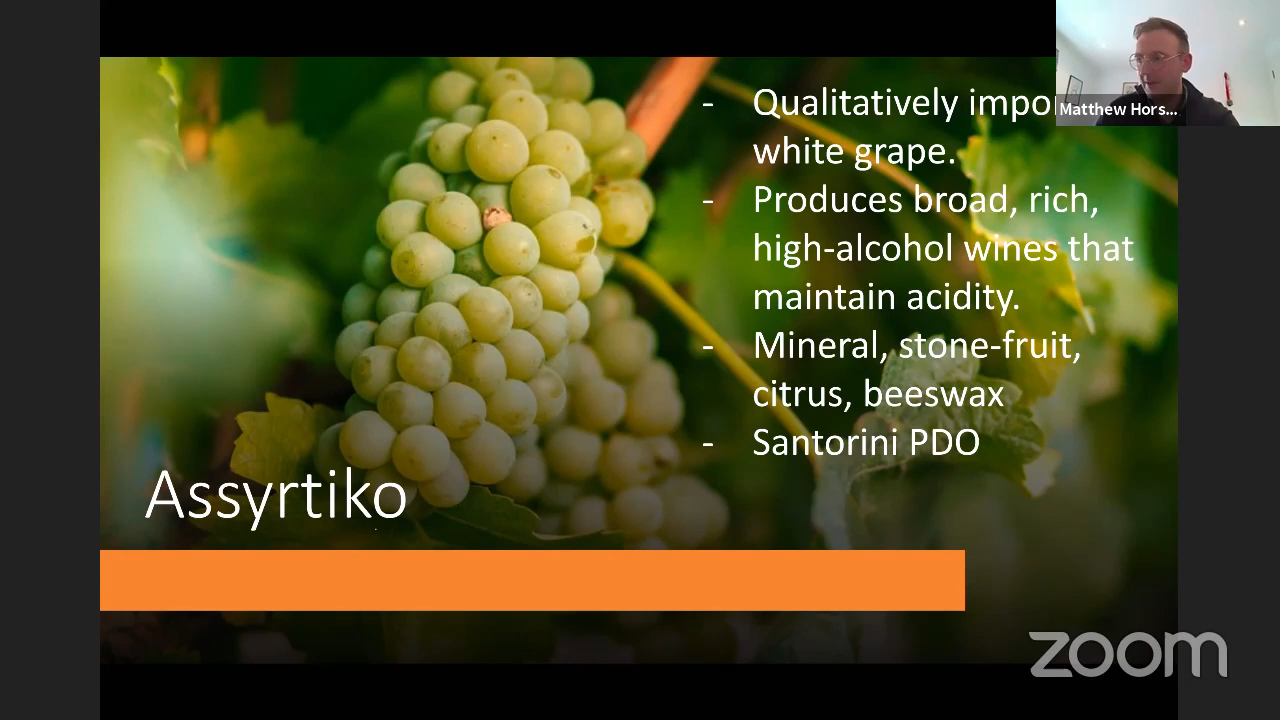 - Qualitatively
white grape.
- Produces broad, rich,
high-alcohol wines that
maintain acidity.
- Mineral, stone-fruit,
citrus, beeswax
- Santorini PDO
Assyrtiko
Matthew Hors...
zoom